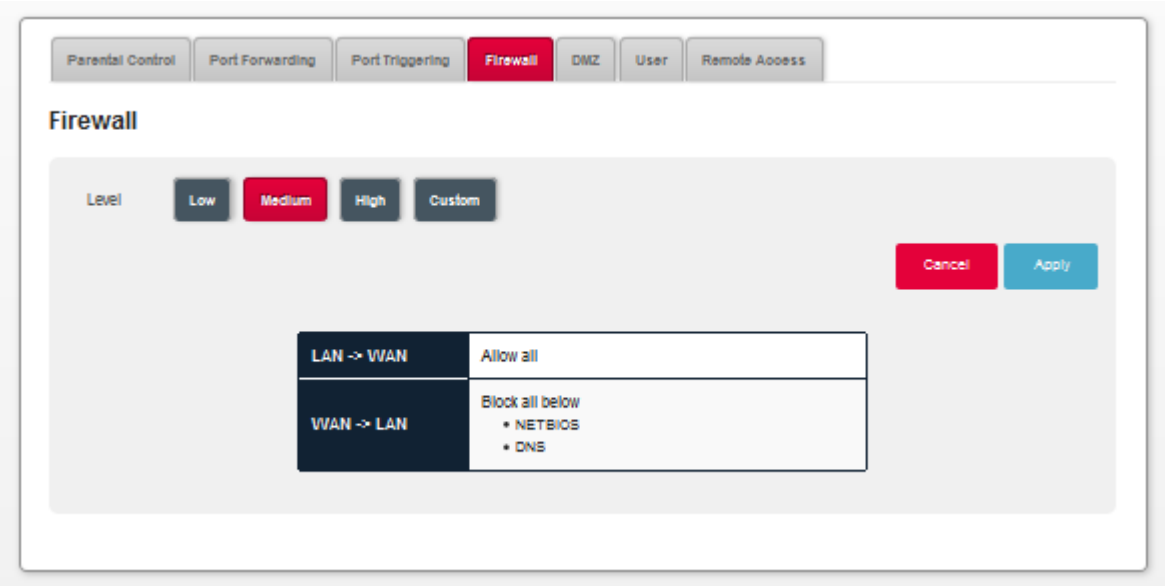 Parental Control Port Forwarding Port Triggering Firewall DMZ User Remote Access
Firewall
Level Low Medium High Custom
Cancel Apply
LAN -> WAN Allow all
WAN -> LAN Block all below
• NETBIOS
• DNS